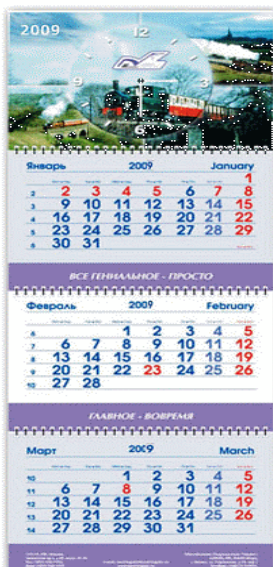 2009
12
9 3
6
Январь 2009 January
1
2 2 3 4 5 6 7 8
3 9 10 11 12 13 14 15
4 16 17 18 19 20 21 22
5 23 24 25 26 27 28 29
6 30 31
ВСЕ ГЕНИАЛЬНОЕ - ПРОСТО
Февраль 2009 February
6 1 2 3 4 5
7 6 7 8 9 10 11 12
8 13 14 15 16 17 18 19
9 20 21 22 23 24 25 26
10 27 28
ГЛАВНОЕ - ВОВРЕМЯ
Март 2009 March
10 1 2 3 4 5
11 6 7 8 9 10 11 12
12 13 14 15 16 17 18 19
13 20 21 22 23 24 25 26
14 27 28 29 30 31